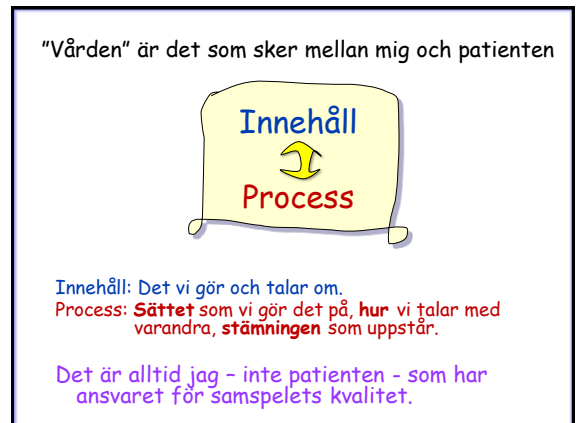 ”Vården” är det som sker mellan mig och patienten
Innehåll
Process
Innehåll: Det vi gör och talar om.
Process: Sättet som vi gör det på, hur vi talar med
varandra, stämningen som uppstår.
Det är alltid jag – inte patienten - som har
ansvaret för samspelets kvalitet.